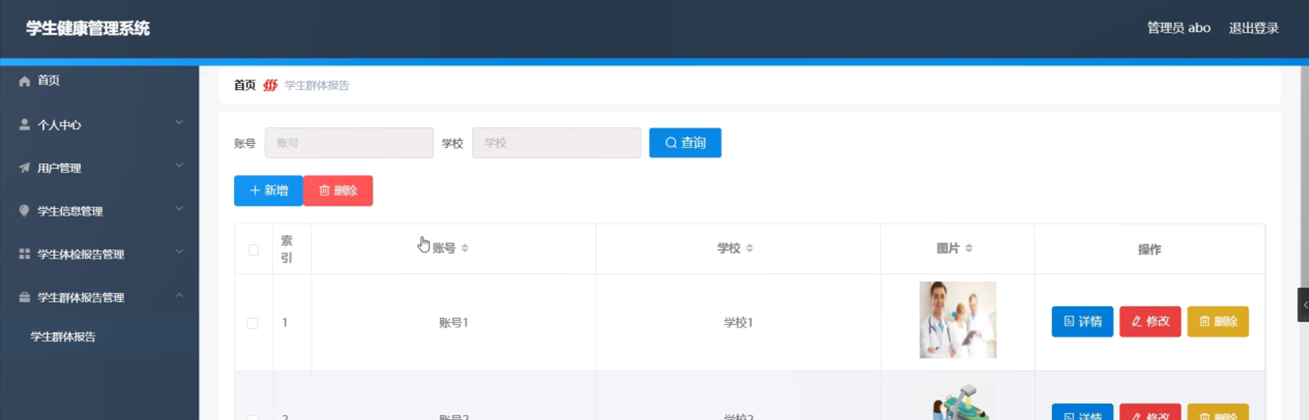 学生健康管理系统
管理员 abo 退出登录
首页
个人中心
用户管理
学生信息管理
学生体检报告管理
学生群体报告管理
学生群体报告
首页 学生群体报告
账号 账号 学校 学校 查询
新增 删除
索引 账号 学校 图片 操作
1 账号1 学校1 详情 修改 删除
2 账号2 学校2 详情 修改 删除